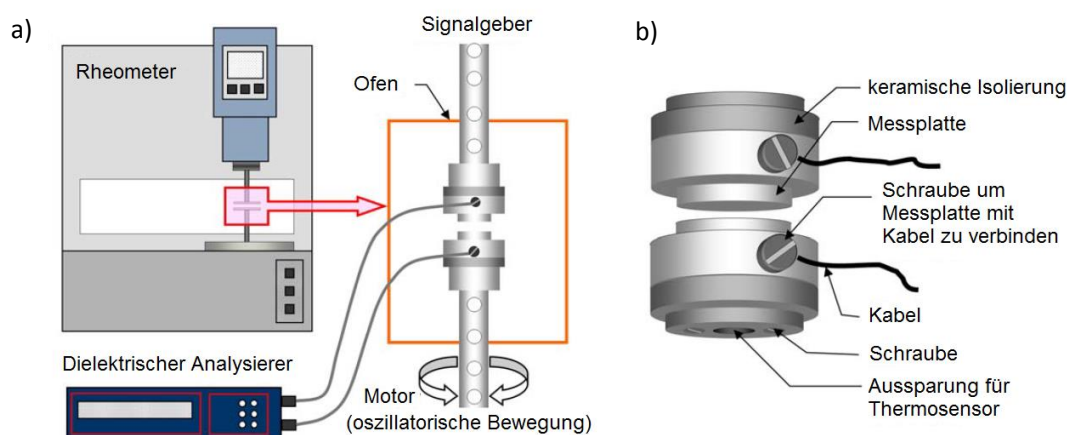 a)
Rheometer
Signalgeber
Ofen
Dielektrischer Analysierer
Motor
(oszillatorische Bewegung)
b)
keramische Isolierung
Messplatte
Schraube um
Messplatte mit
Kabel zu verbinden
Kabel
Schraube
Aussparung für
Thermosensor